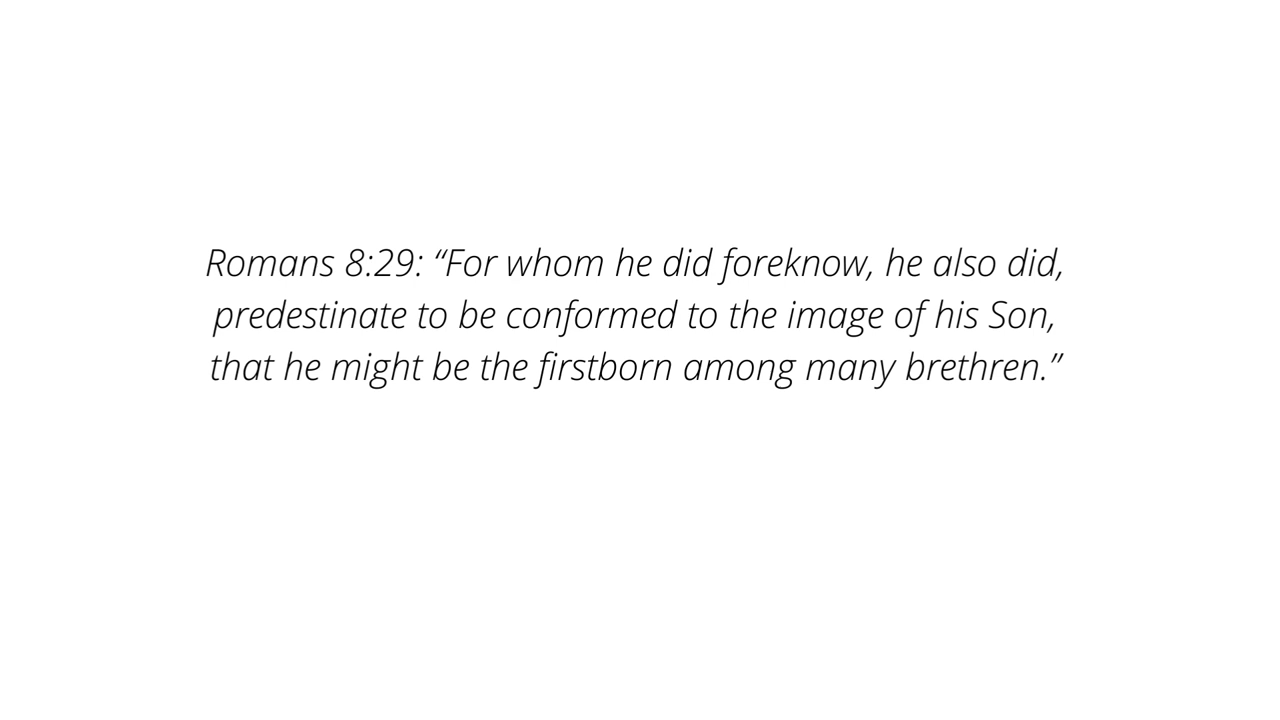 Romans 8:29: “For whom he did foreknow, he also did,
predestinate to be conformed to the image of his Son,
that he might be the firstborn among many brethren.”